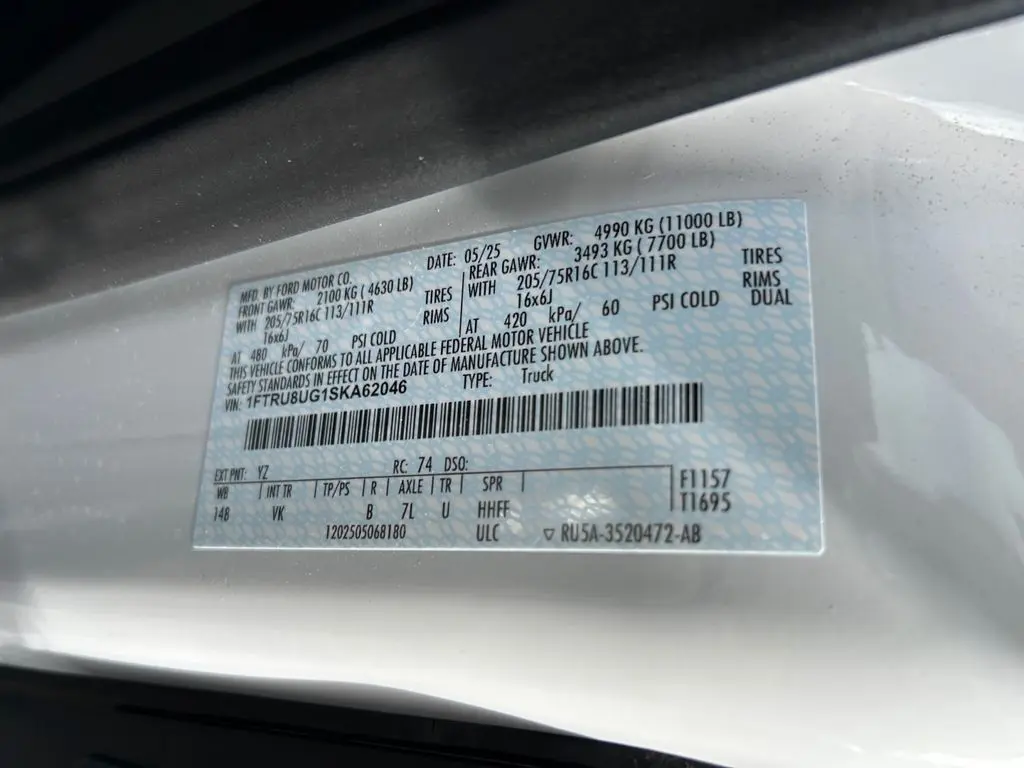 MFD. BY FORD MOTOR CO. DATE: 05/25 GVWR: 4990 KG (11000 LB)
FRONT GAWR: 2100 KG ( 4630 LB) REAR GAWR: 3493 KG ( 7700 LB)
WITH 205/75R16C 113/111R TIRES WITH 205/75R16C 113/111R TIRES
16x6J RIMS 16x6J RIMS
AT 480 kPa/ 70 PSI COLD AT 420 kPa/ 60 PSI COLD DUAL
THIS VEHICLE CONFORMS TO ALL APPLICABLE FEDERAL MOTOR VEHICLE
SAFETY STANDARDS IN EFFECT ON THE DATE OF MANUFACTURE SHOWN ABOVE.
VIN: 1FTRU8UG1SKA62046 TYPE: Truck
EXT PNT: YZ RC: 74 DSO:
WB INT TR TP/PS R AXLE TR SPR F1157
148 VK B 7L U HHFF T1695
1202505068180 ULC ▽ RU5A-3520472-AB